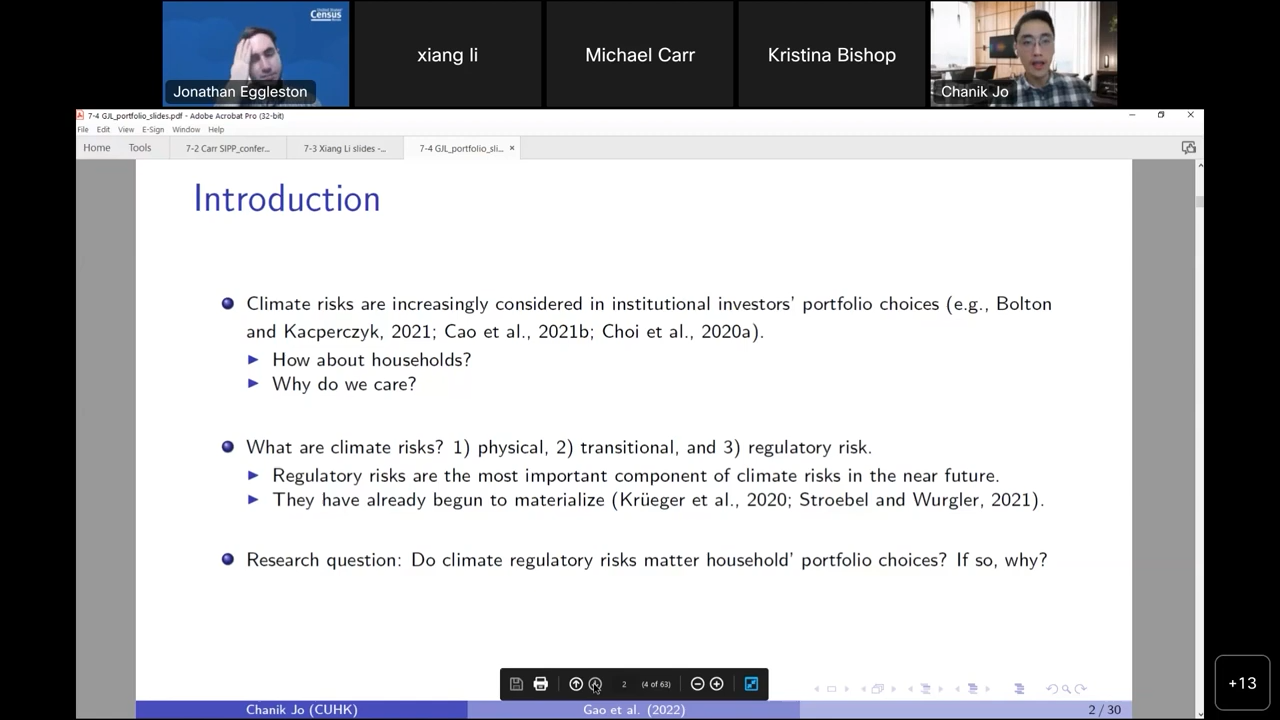 Census
Jonathan Eggleston
xiang li
Michael Carr
Kristina Bishop
Chanik Jo
7-4 GJL_portfolio_slides.pdf - Adobe Acrobat Pro (32-bit)
File Edit View E-Sign Window Help
Home Tools 7-2 Carr SIPP_confer... 7-3 Xiang Li slides -... 7-4 GJL_portfolio_sli... ×
Introduction
Climate risks are increasingly considered in institutional investors' portfolio choices (e.g., Bolton
and Kacperczyk, 2021; Cao et al., 2021b; Choi et al., 2020a).
How about households?
Why do we care?
What are climate risks? 1) physical, 2) transitional, and 3) regulatory risk.
Regulatory risks are the most important component of climate risks in the near future.
They have already begun to materialize (Krüeger et al., 2020; Stroebel and Wurgler, 2021).
Research question: Do climate regulatory risks matter household' portfolio choices? If so, why?
2 (4 of 63)
+13
Chanik Jo (CUHK) Gao et al. (2022) 2 / 30